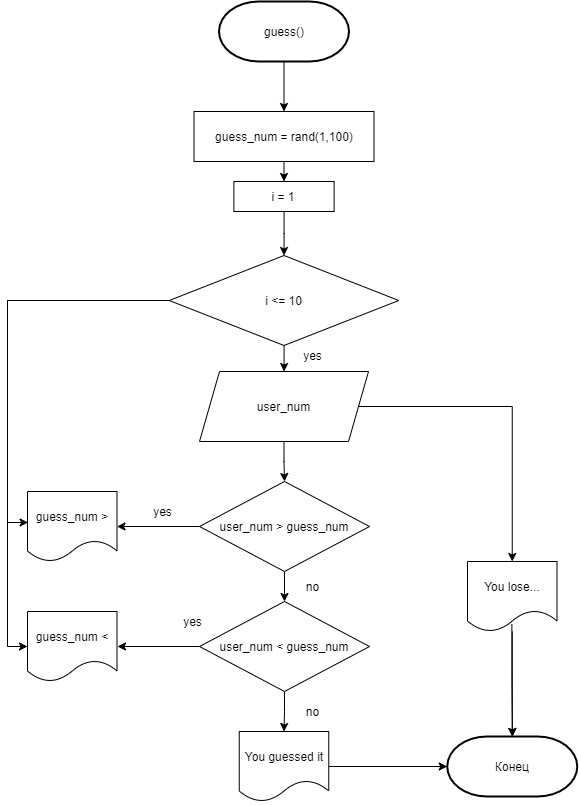 guess()
guess_num = rand(1,100)
i = 1
i <= 10
yes
user_num
yes
guess_num >
user_num > guess_num
no
You lose...
yes
guess_num <
user_num < guess_num
no
You guessed it
Конец